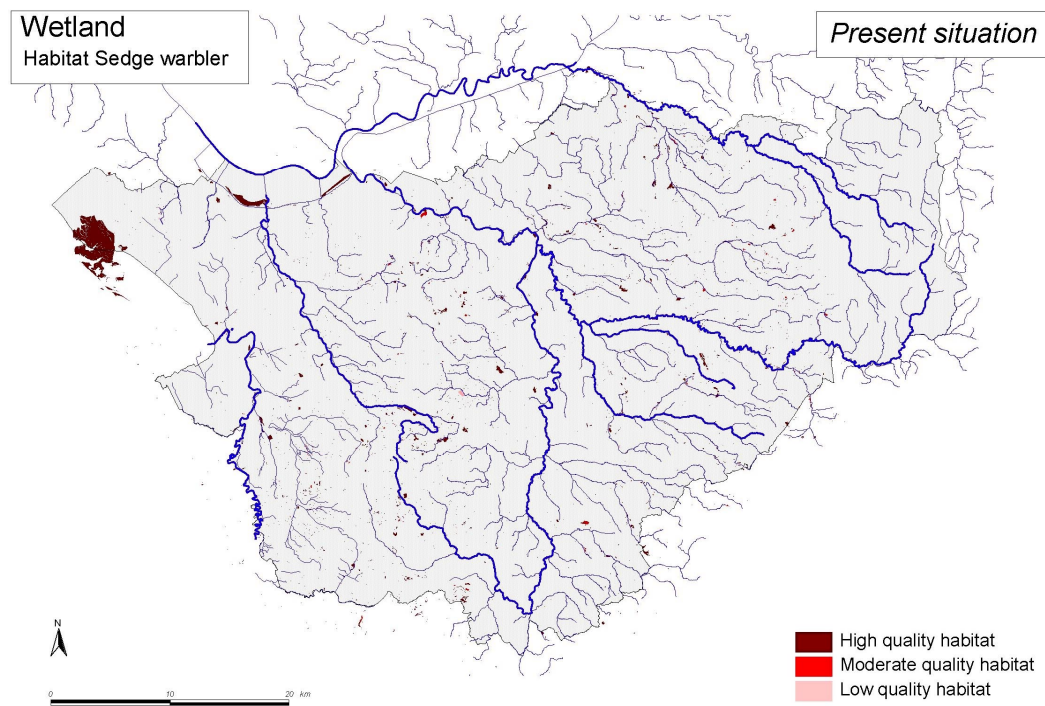 Wetland
Habitat Sedge warbler
Present situation
N
0 10 20 km
High quality habitat
Moderate quality habitat
Low quality habitat